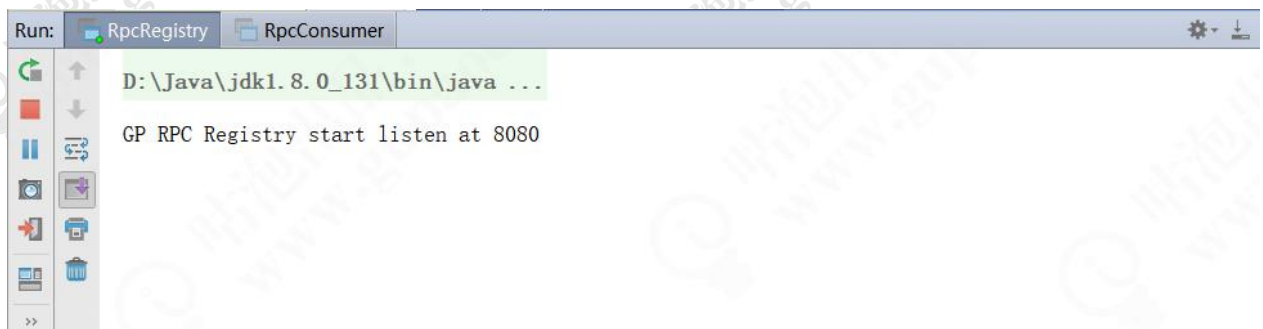 Run: RpcRegistry RpcConsumer
D:\Java\jdk1.8.0_131\bin\java ...
GP RPC Registry start listen at 8080
>>